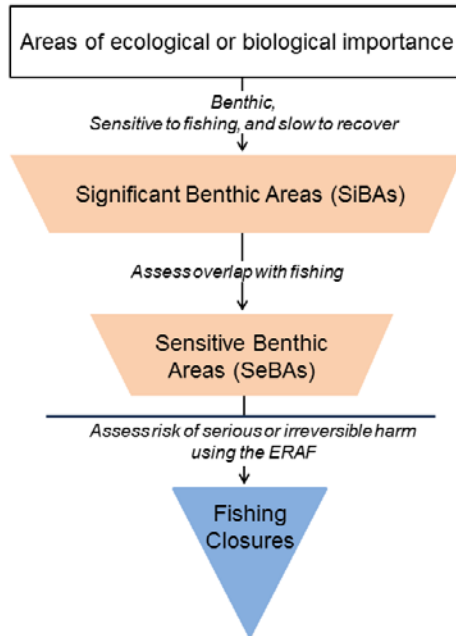 Areas of ecological or biological importance
Benthic,
Sensitive to fishing, and slow to recover
Significant Benthic Areas (SiBAs)
Assess overlap with fishing
Sensitive Benthic
Areas (SeBAs)
Assess risk of serious or irreversible harm
using the ERAF
Fishing
Closures